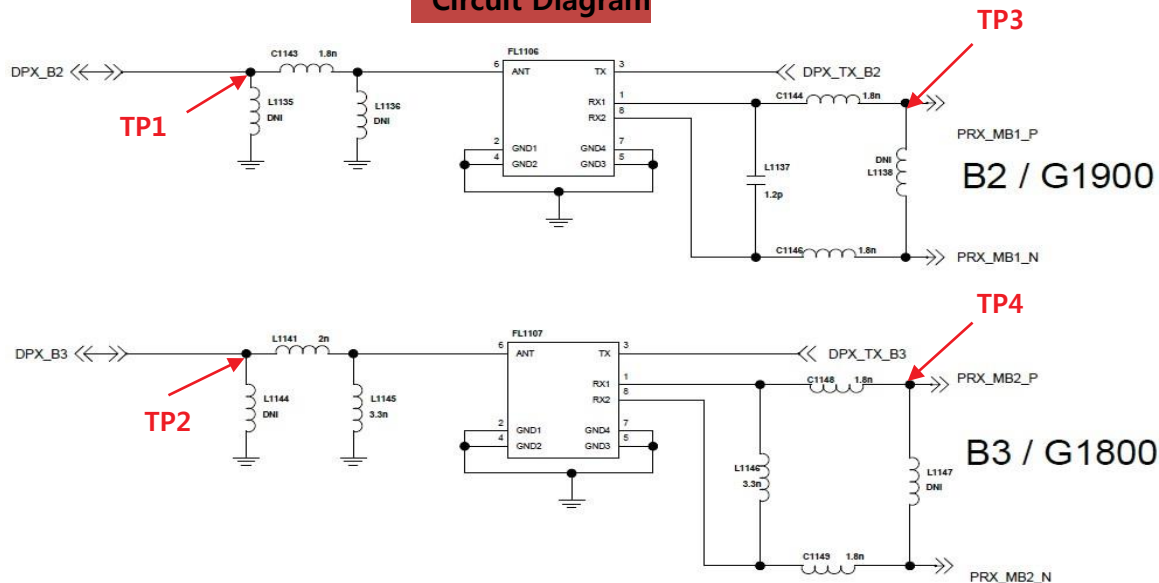 Circuit Diagram
TP3
C1143 1.8n
FL1106
DPX_B2
6 ANT
TX 3
DPX_TX_B2
L1135
DNI
L1136
DNI
TP1
RX1 1
RX2 8
C1144 1.8n
PRX_MB1_P
2 GND1
4 GND2
GND4 7
GND3 5
L1137
1.2p
DNI
L1138
B2 / G1900
C1146 1.8n
PRX_MB1_N
TP4
L1141 2n
FL1107
DPX_B3
6 ANT
TX 3
DPX_TX_B3
L1144
DNI
L1145
3.3n
TP2
RX1 1
RX2 8
C1148 1.8n
PRX_MB2_P
2 GND1
4 GND2
GND4 7
GND3 5
L1146
3.3n
L1147
DNI
B3 / G1800
C1149 1.8n
PRX_MB2_N